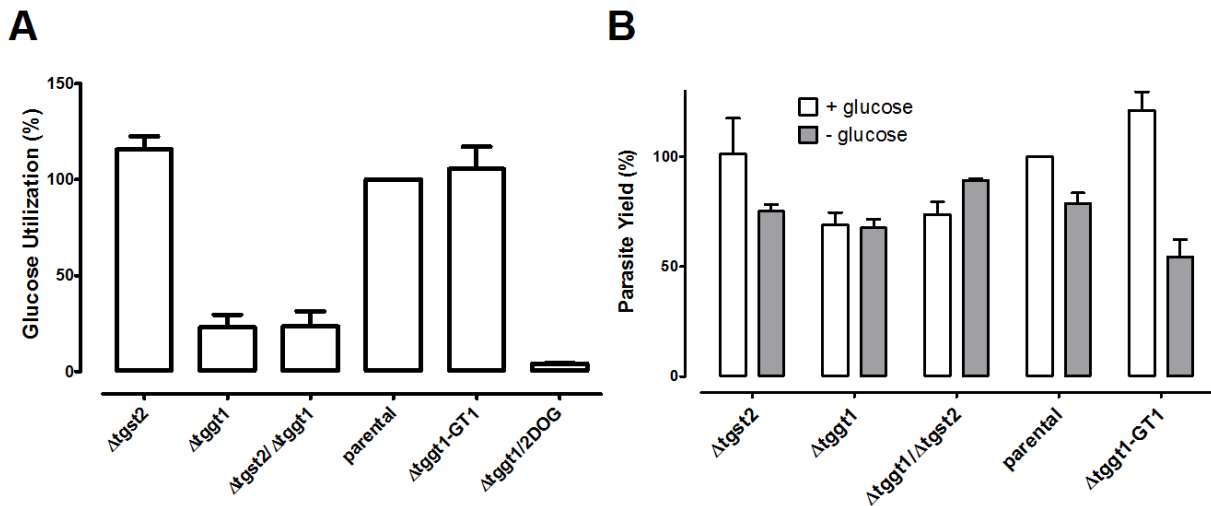 A
Glucose Utilization (%)
150
100
50
0
Δtgst2
Δtggt1
Δtgst2/Δtggt1
parental
Δtggt1-GT1
Δtggt1/2DOG
B
Parasite Yield (%)
+ glucose
- glucose
100
50
0
Δtgst2
Δtggt1
Δtggt1/Δtgst2
parental
Δtggt1-GT1